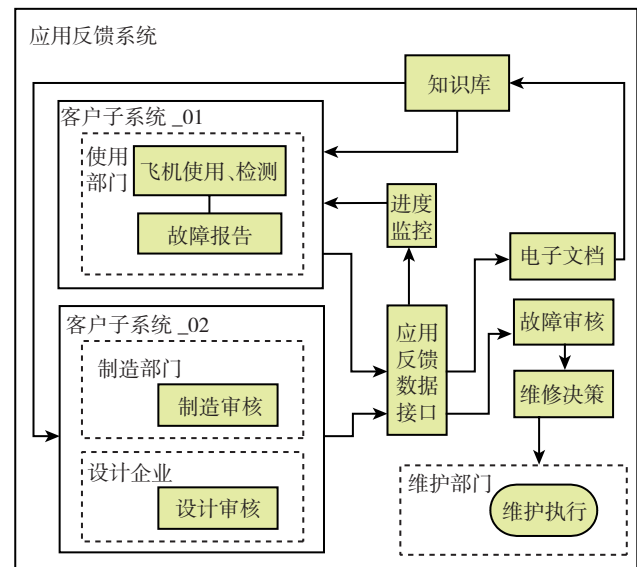 应用反馈系统
知识库
客户子系统_01
使用
部门
飞机使用、检测
故障报告
进度
监控
电子文档
客户子系统_02
制造部门
制造审核
设计企业
设计审核
应用
反馈
数据
接口
故障审核
维修决策
维护部门
维护执行